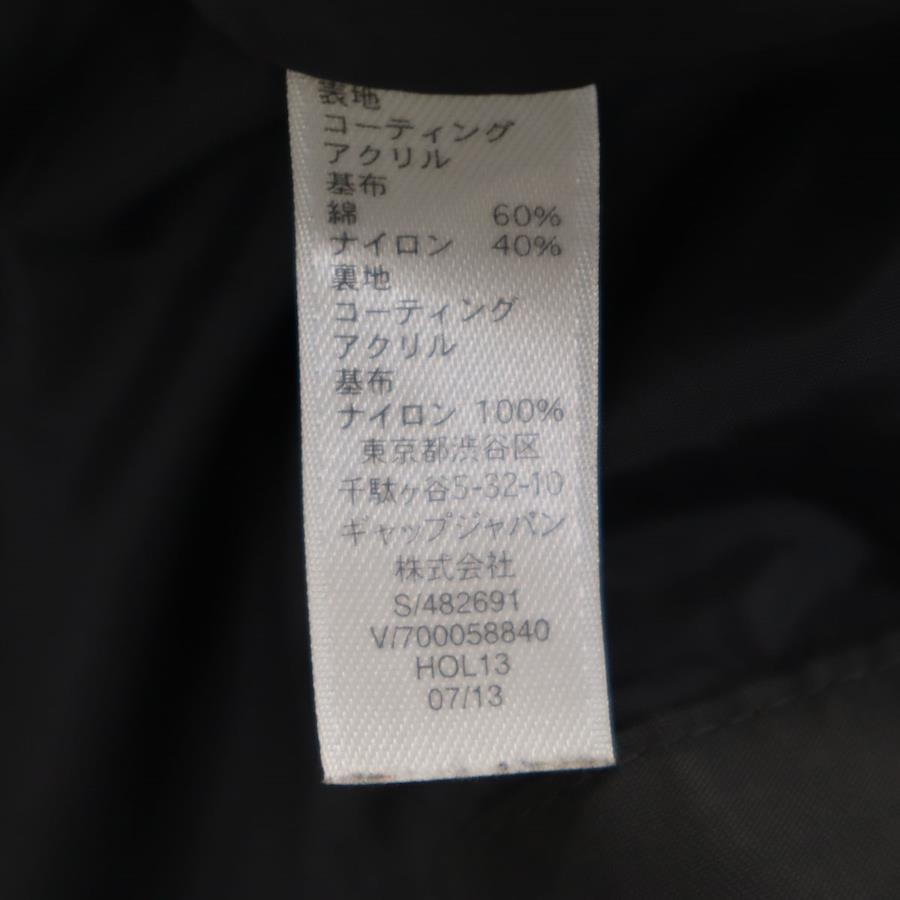 表地
コーティング
アクリル
基布
綿 60%
ナイロン 40%
裏地
コーティング
アクリル
基布
ナイロン 100%
東京都渋谷区
千駄ヶ谷5-32-10
ギャップジャパン
株式会社
S/482691
V/700058840
HOL13
07/13